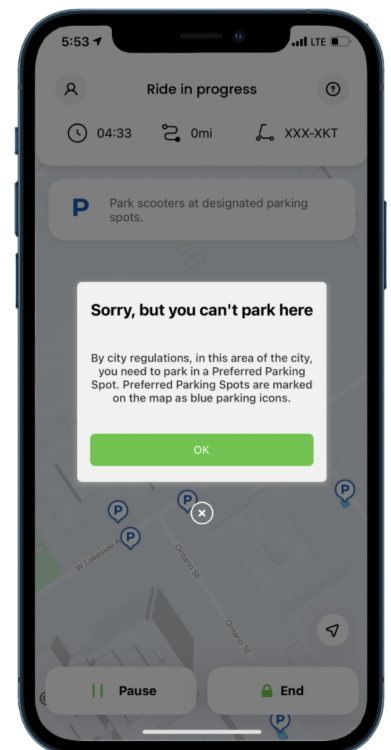 5:53
LTE
Ride in progress
04:33
0mi
XXX-XKT
P
Park scooters at designated parking
spots.
Sorry, but you can't park here
By city regulations, in this area of the city,
you need to park in a Preferred Parking
Spot. Preferred Parking Spots are marked
on the map as blue parking icons.
OK
P
P
P
P
W Lakeside A
Ontario St
Ontario St
Pause
End
P